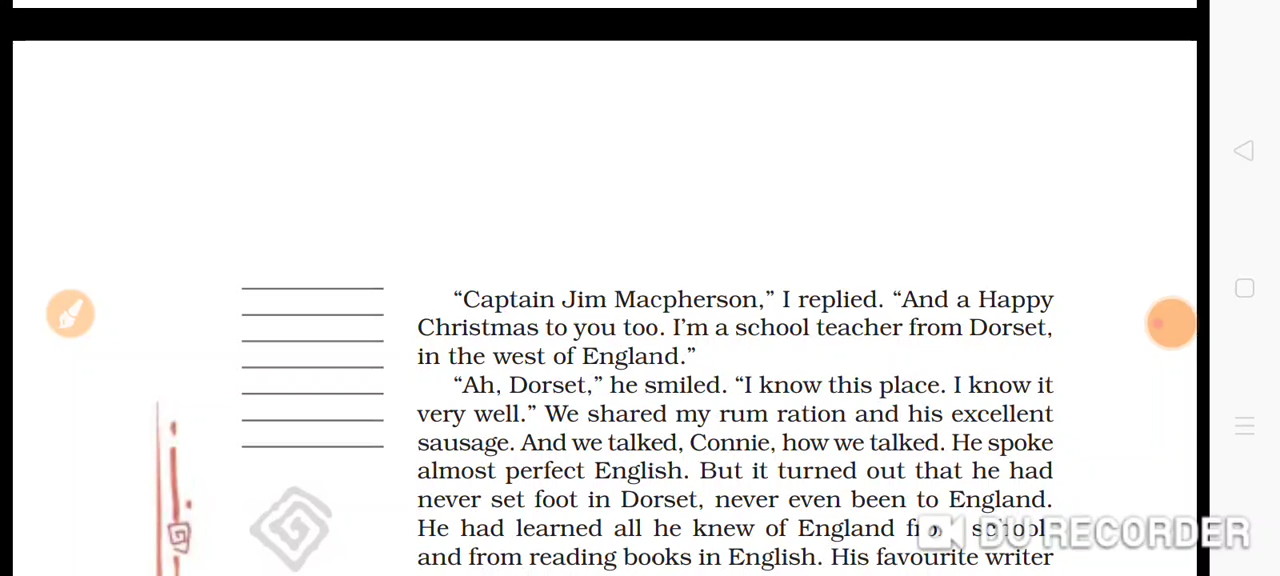 “Captain Jim Macpherson,” I replied. “And a Happy
Christmas to you too. I’m a school teacher from Dorset,
in the west of England.”
“Ah, Dorset,” he smiled. “I know this place. I know it
very well.” We shared my rum ration and his excellent
sausage. And we talked, Connie, how we talked. He spoke
almost perfect English. But it turned out that he had
never set foot in Dorset, never even been to England.
He had learned all he knew of England from school
and from reading books in English. His favourite writer
DU RECORDER